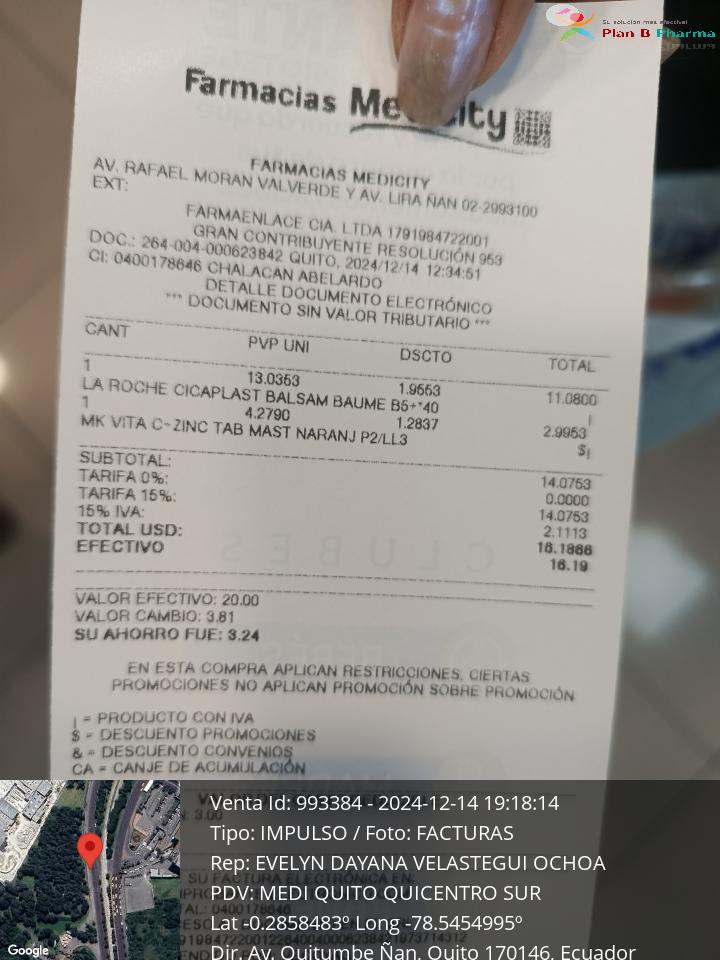 Su solución más efectiva!
Plan B Pharma
Farmacias Medicity
FARMACIAS MEDICITY
AV. RAFAEL MORAN VALVERDE Y AV. LIRA ÑAN 02-2993100
EXT:
FARMAENLACE CIA. LTDA 1791984722001
GRAN CONTRIBUYENTE RESOLUCIÓN 953
DOC.: 264-004-000623842 QUITO, 2024/12/14 12:34:51
CI: 0400178646 CHALACAN ABELARDO
DETALLE DOCUMENTO ELECTRÓNICO
*** DOCUMENTO SIN VALOR TRIBUTARIO ***
CANT PVP UNI DSCTO TOTAL
1 13.0353 1.9553 11.0800
LA ROCHE CICAPLAST BALSAM BAUME B5+*40 |
1 4.2790 1.2837 2.9953
MK VITA C-ZINC TAB MAST NARANJ P2/LL3 $|
SUBTOTAL: 14.0753
TARIFA 0%: 0.0000
TARIFA 15%: 14.0753
15% IVA: 2.1113
TOTAL USD: 16.1866
EFECTIVO 16.19
CLUBES
VALOR EFECTIVO: 20.00
VALOR CAMBIO: 3.81
SU AHORRO FUE: 3.24
EN ESTA COMPRA APLICAN RESTRICCIONES, CIERTAS
PROMOCIONES NO APLICAN PROMOCIÓN SOBRE PROMOCIÓN
| = PRODUCTO CON IVA
$ = DESCUENTO PROMOCIONES
& = DESCUENTO CONVENIOS
CA = CANJE DE ACUMULACIÓN
Venta Id: 993384 - 2024-12-14 19:18:14
Tipo: IMPULSO / Foto: FACTURAS
Rep: EVELYN DAYANA VELASTEGUI OCHOA
PDV: MEDI QUITO QUICENTRO SUR
Lat -0.2858483º Long -78.5454995º
Dir. Av. Quitumbe Ñan, Quito 170146, Ecuador
Google